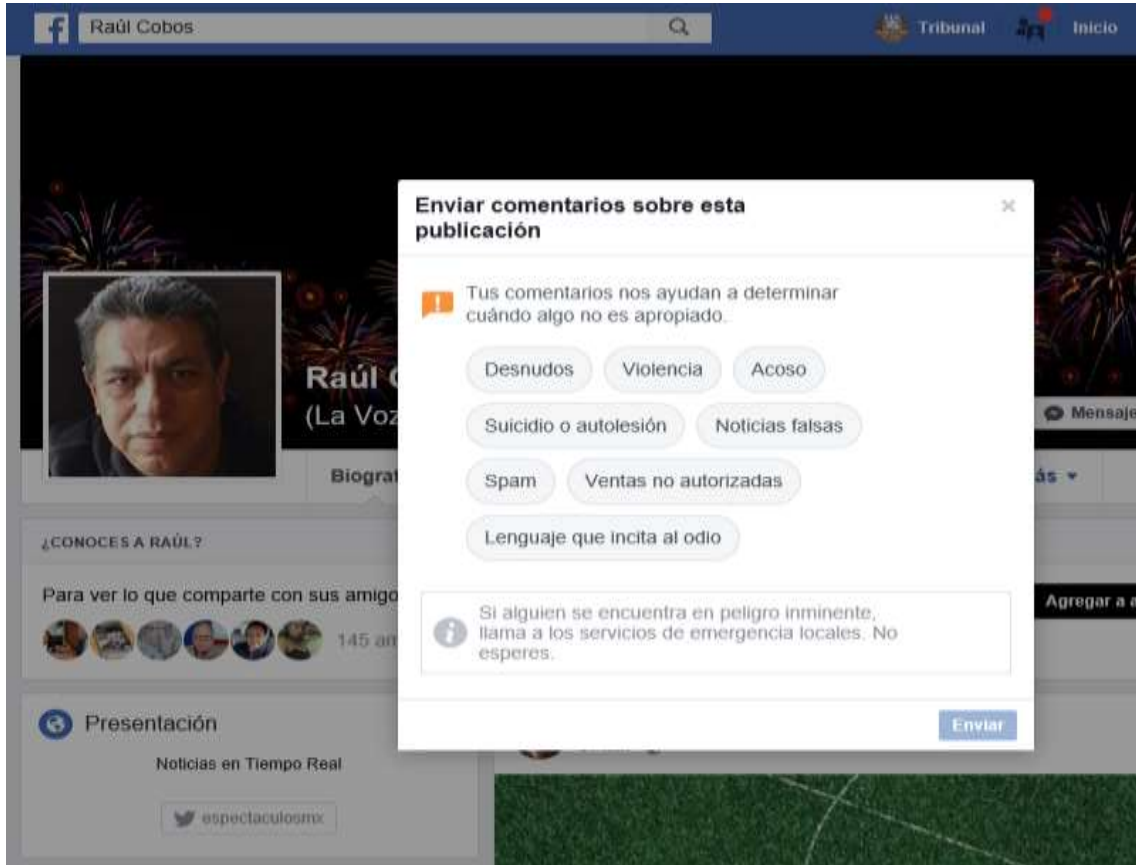 f
Raúl Cobos
Tribunal
Inicio
Raúl
(La Voz
Mensaje
Biograf
ás
Enviar comentarios sobre esta
publicación
Tus comentarios nos ayudan a determinar
cuándo algo no es apropiado.
Desnudos Violencia Acoso
Suicidio o autolesión Noticias falsas
Spam Ventas no autorizadas
Lenguaje que incita al odio
Si alguien se encuentra en peligro inminente,
llama a los servicios de emergencia locales. No
esperes.
Enviar
¿CONOCES A RAÚL?
Para ver lo que comparte con sus amigo
Agregar a a
145 am
Presentación
Noticias en Tiempo Real
espectaculosmx